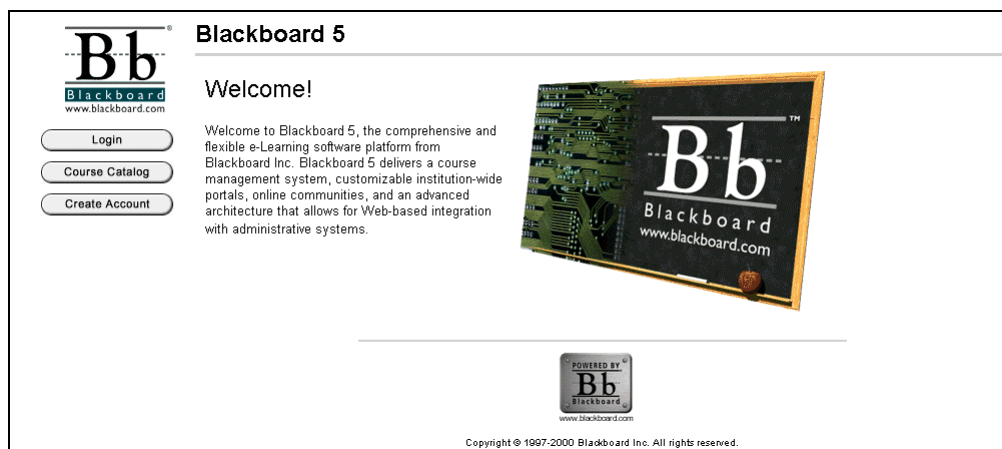 Bb®
Blackboard
www.blackboard.com
Login
Course Catalog
Create Account
Blackboard 5
Welcome!
Welcome to Blackboard 5, the comprehensive and
flexible e-Learning software platform from
Blackboard Inc. Blackboard 5 delivers a course
management system, customizable institution-wide
portals, online communities, and an advanced
architecture that allows for Web-based integration
with administrative systems.
Bb™
Blackboard
www.blackboard.com
POWERED BY
Bb
Blackboard
www.blackboard.com
Copyright © 1997-2000 Blackboard Inc. All rights reserved.